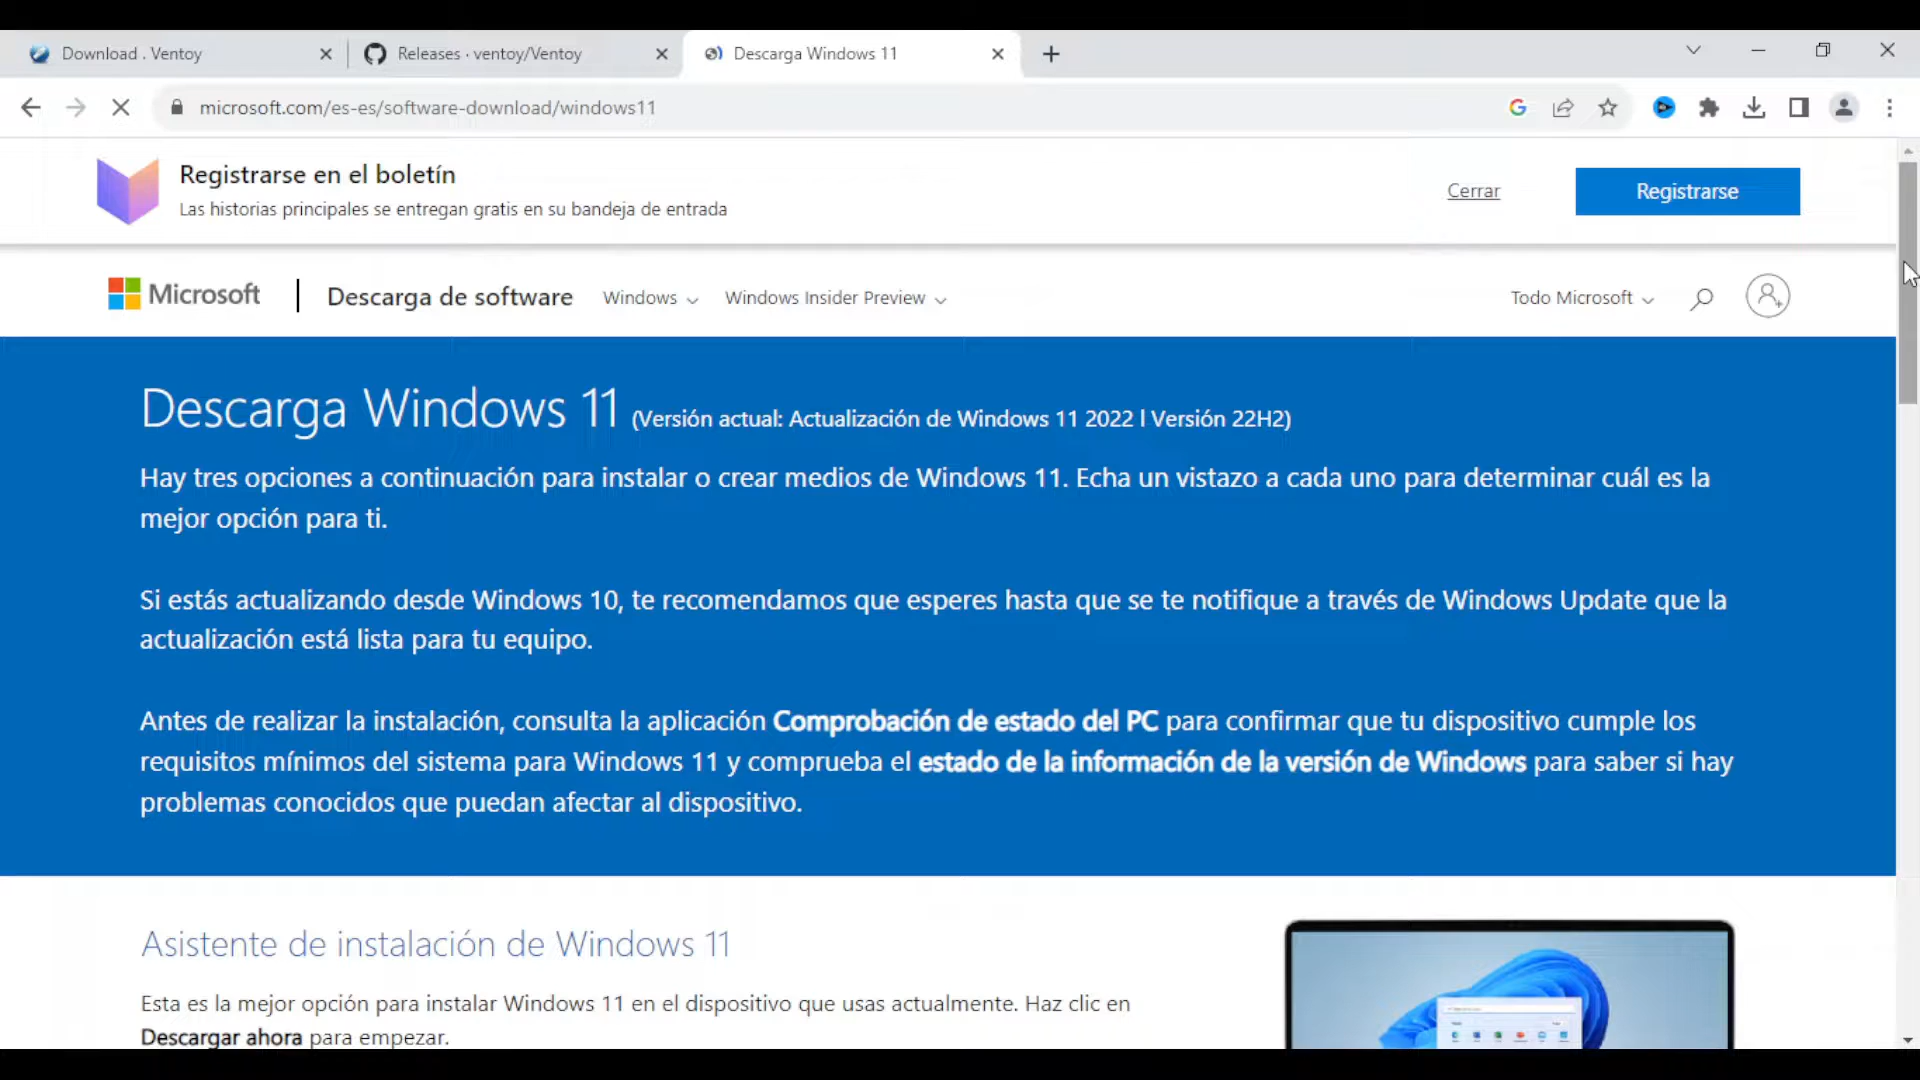 Download . Ventoy
Releases · ventoy/Ventoy
Descarga Windows 11
microsoft.com/es-es/software-download/windows11
Registrarse en el boletín
Las historias principales se entregan gratis en su bandeja de entrada
Cerrar
Registrarse
Microsoft
Descarga de software
Windows
Windows Insider Preview
Todo Microsoft
Descarga Windows 11 (Versión actual: Actualización de Windows 11 2022 l Versión 22H2)
Hay tres opciones a continuación para instalar o crear medios de Windows 11. Echa un vistazo a cada uno para determinar cuál es la
mejor opción para ti.
Si estás actualizando desde Windows 10, te recomendamos que esperes hasta que se te notifique a través de Windows Update que la
actualización está lista para tu equipo.
Antes de realizar la instalación, consulta la aplicación Comprobación de estado del PC para confirmar que tu dispositivo cumple los
requisitos mínimos del sistema para Windows 11 y comprueba el estado de la información de la versión de Windows para saber si hay
problemas conocidos que puedan afectar al dispositivo.
Asistente de instalación de Windows 11
Esta es la mejor opción para instalar Windows 11 en el dispositivo que usas actualmente. Haz clic en
Descargar ahora para empezar.